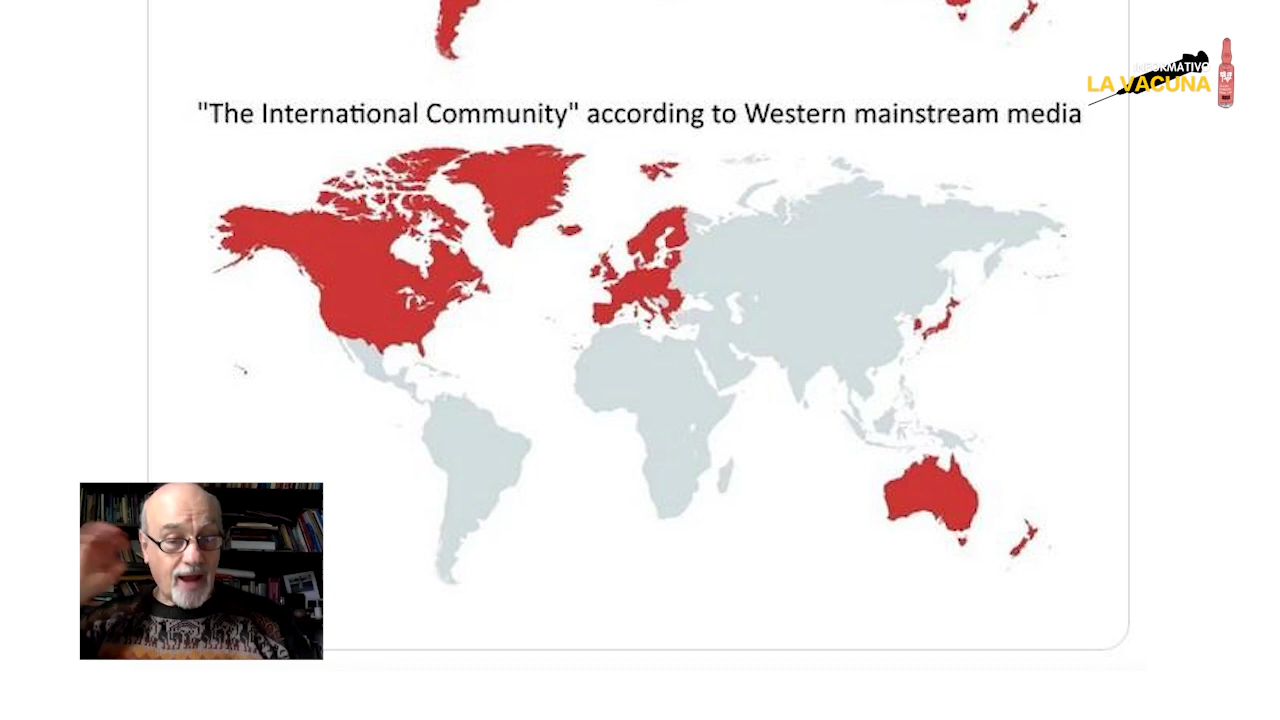 INFORMATIVO
LA VACUNA
"The International Community" according to Western mainstream media